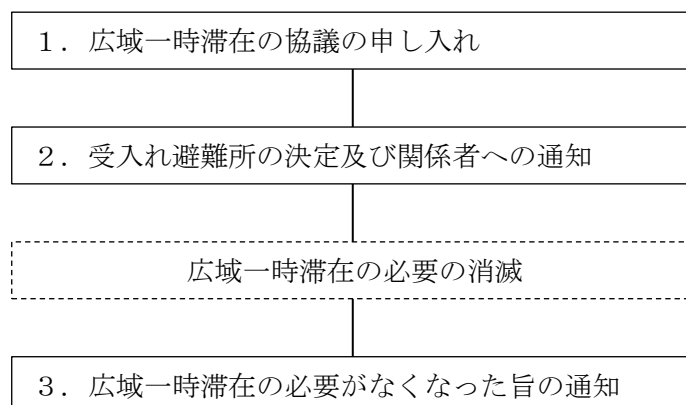 １．広域一時滞在の協議の申し入れ
２．受入れ避難所の決定及び関係者への通知
広域一時滞在の必要の消滅
３．広域一時滞在の必要がなくなった旨の通知